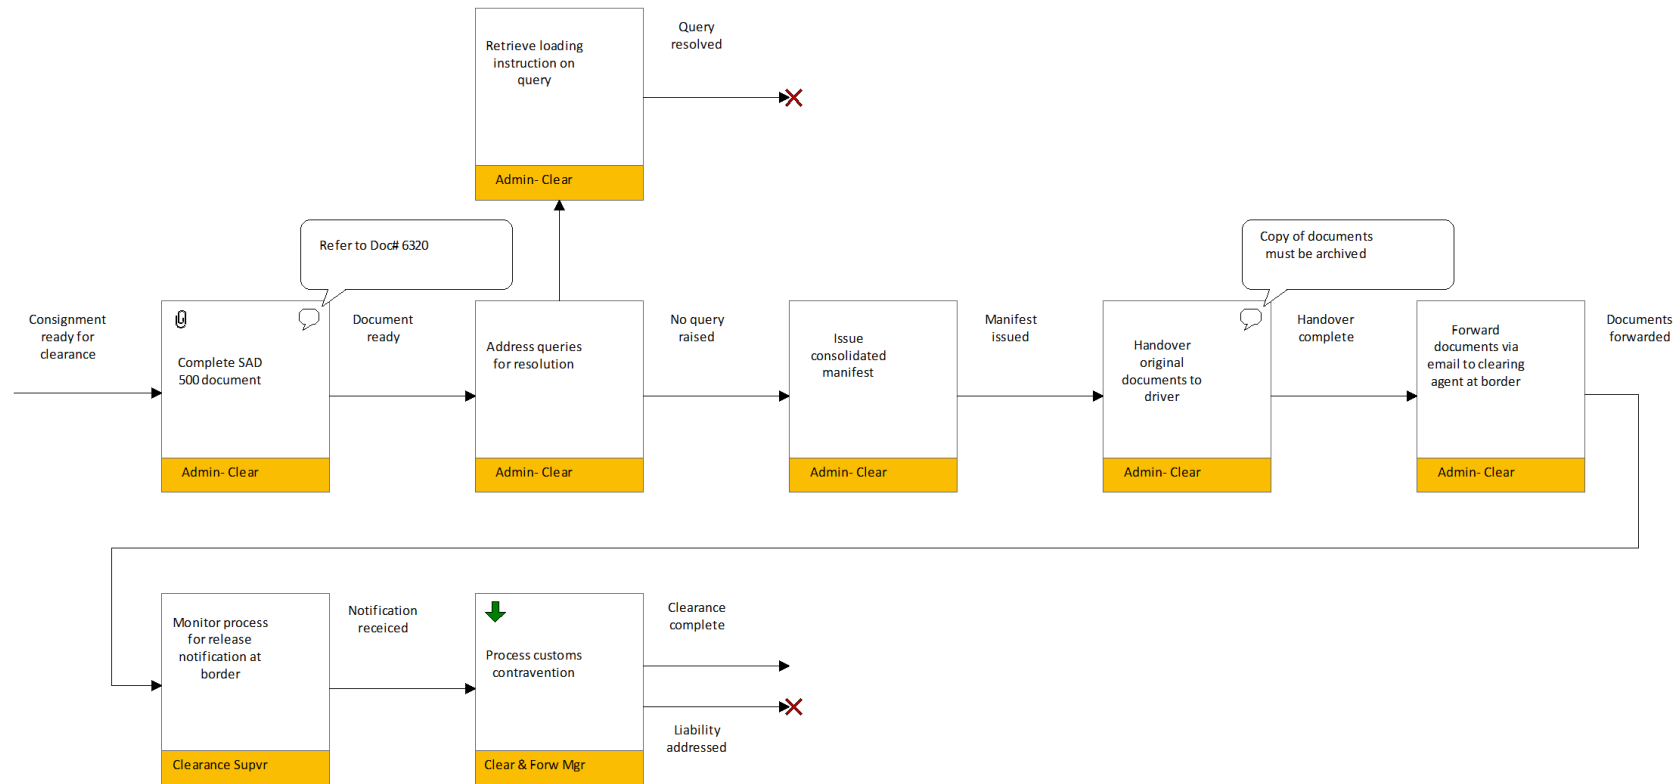 Retrieve loading
instruction on
query
Query
resolved
Admin- Clear
Refer to Doc# 6320
Copy of documents
must be archived
Consignment
ready for
clearance
Complete SAD
500 document
Admin- Clear
Document
ready
Address queries
for resolution
Admin- Clear
No query
raised
Issue
consolidated
manifest
Admin- Clear
Manifest
issued
Handover
original
documents to
driver
Admin- Clear
Handover
complete
Forward
documents via
email to clearing
agent at border
Admin- Clear
Documents
forwarded
Monitor process
for release
notification at
border
Clearance Supvr
Notification
receiced
Process customs
contravention
Clear & Forw Mgr
Clearance
complete
Liability
addressed